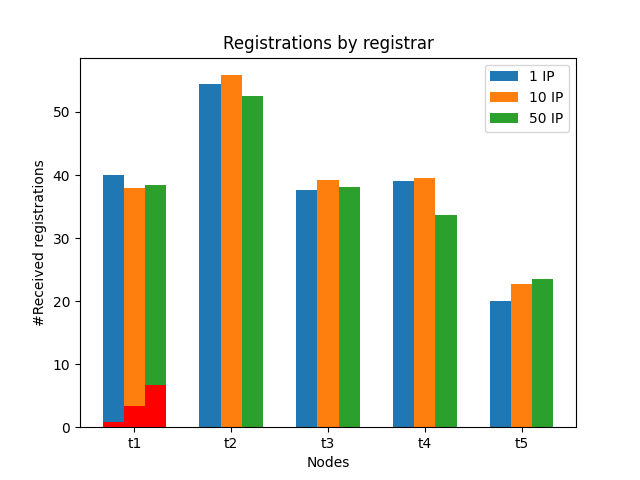 Registrations by registrar
1 IP
10 IP
50 IP
#Received registrations
50
40
30
20
10
0
t1 t2 t3 t4 t5
Nodes